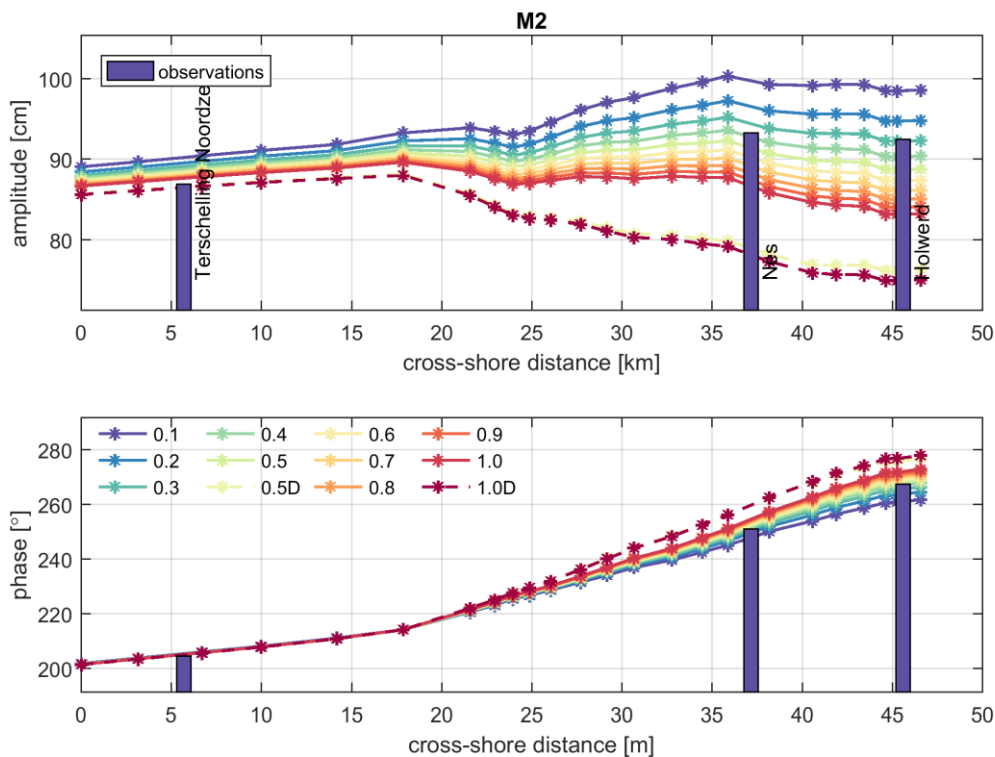 M2
100
90
80
amplitude [cm]
observations
Terschelling Noordze
Nes
Holwerd
0 5 10 15 20 25 30 35 40 45 50
cross-shore distance [km]
280
260
240
220
200
phase [°]
0.1 0.4 0.6 0.9
0.2 0.5 0.7 1.0
0.3 0.5D 0.8 1.0D
0 5 10 15 20 25 30 35 40 45 50
cross-shore distance [m]